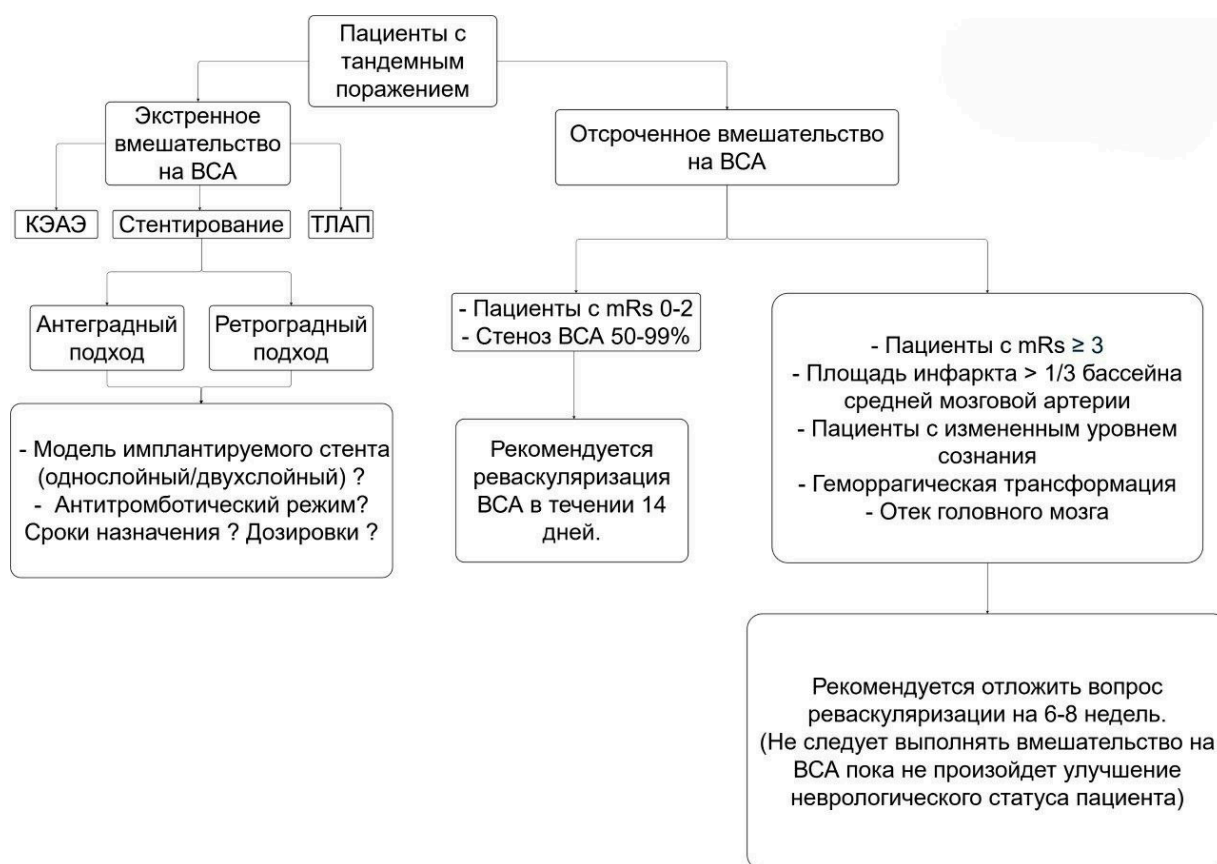 Пациенты с
тандемным
поражением
Экстренное
вмешательство
на ВСА
Отсроченное вмешательство
на ВСА
КЭАЭ
Стентирование
ТЛАП
Антеградный
подход
Ретроградный
подход
- Модель имплантируемого стента
(однослойный/двухслойный) ?
- Антитромботический режим?
Сроки назначения ? Дозировки ?
- Пациенты с mRs 0-2
- Стеноз ВСА 50-99%
Рекомендуется
реваскуляризация
ВСА в течении 14
дней.
- Пациенты с mRs ≥ 3
- Площадь инфаркта > 1/3 бассейна
средней мозговой артерии
- Пациенты с измененным уровнем
сознания
- Геморрагическая трансформация
- Отек головного мозга
Рекомендуется отложить вопрос
реваскуляризации на 6-8 недель.
(Не следует выполнять вмешательство на
ВСА пока не произойдет улучшение
неврологического статуса пациента)